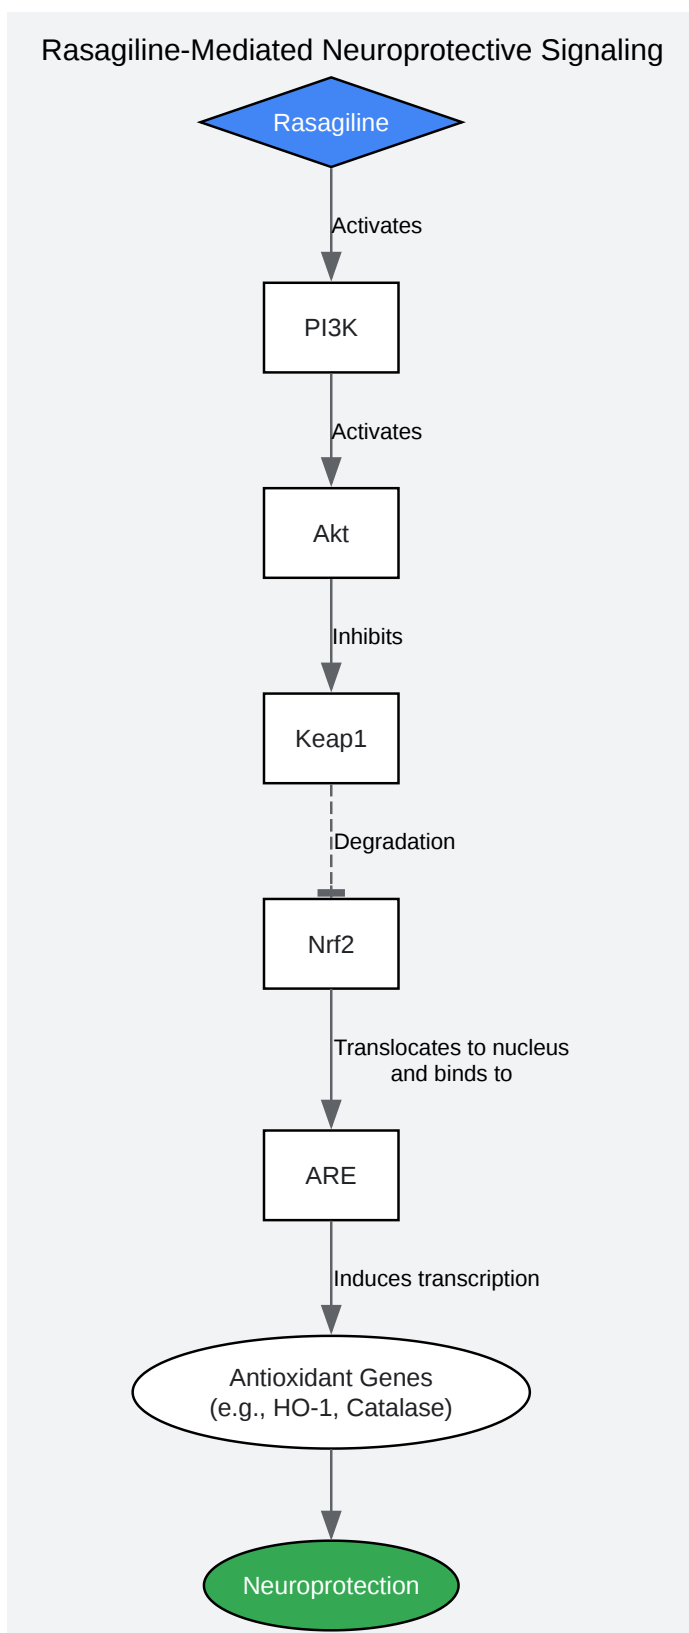 Rasagiline-Mediated Neuroprotective Signaling
Rasagiline
Activates
PI3K
Activates
Akt
Inhibits
Keap1
Degradation
Nrf2
Translocates to nucleus
and binds to
ARE
Induces transcription
Antioxidant Genes
(e.g., HO-1, Catalase)
Neuroprotection